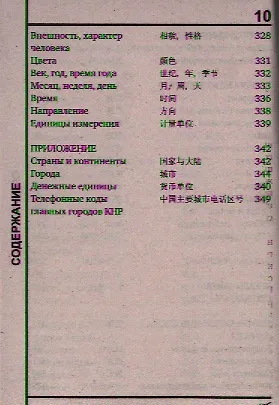 10
Внешность, характер 相貌，性格 328
человека
Цвета 颜色 331
Век, год, время года 世纪，年，季节 332
Месяц, неделя, день 月，周，天 333
Время 时间 336
Направление 方向 338
Единицы измерения 计量单位 339
ПРИЛОЖЕНИЕ 342
Страны и континенты 国家与大陆 342
Города 城市 344
Денежные единицы 货币单位 340
Телефонные коды 中国主要城市电话区号 349
главных городов КНР
СОДЕРЖАНИЕ